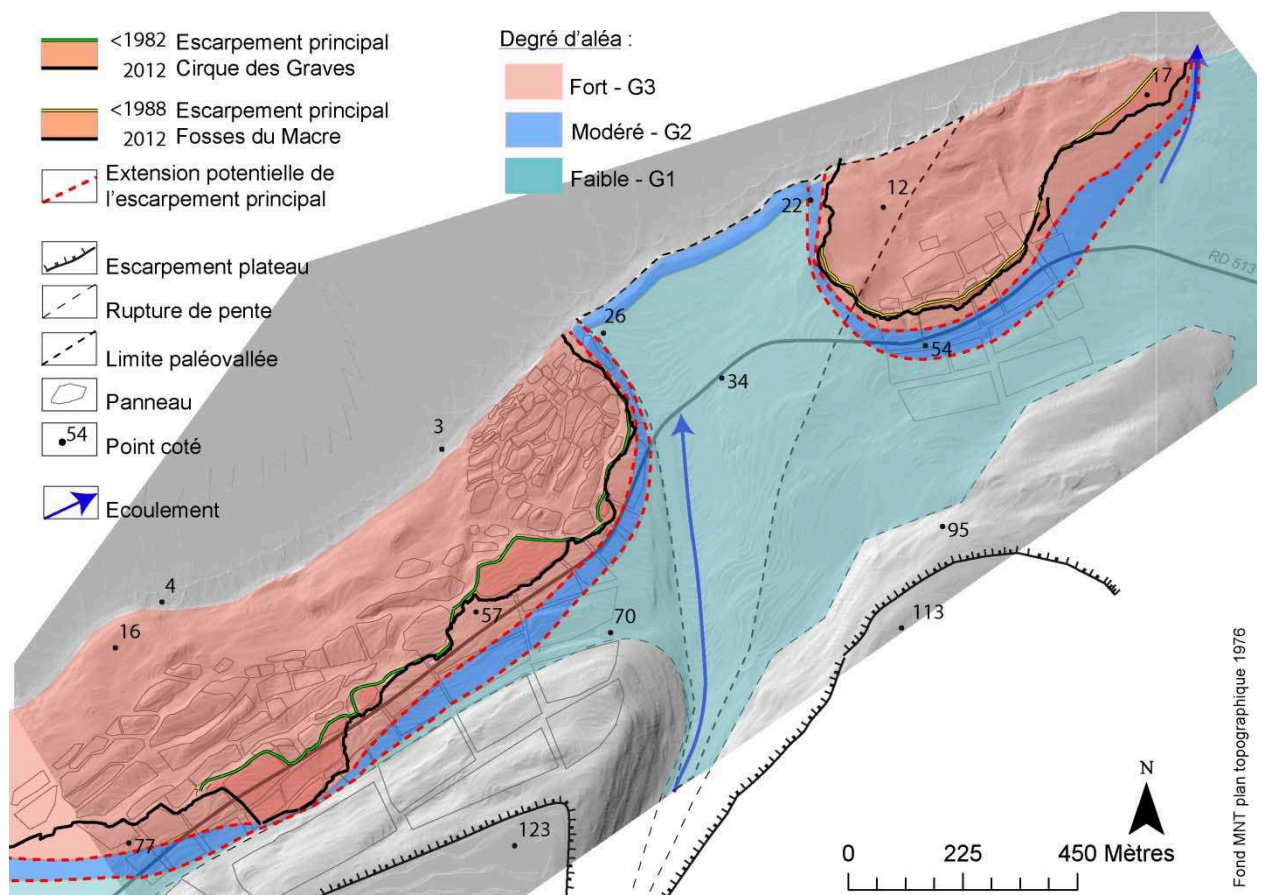 <1982 Escarpement principal
2012 Cirque des Graves
<1988 Escarpement principal
2012 Fosses du Macre
Extension potentielle de
l'escarpement principal
Escarpement plateau
Rupture de pente
Limite paléovallée
Panneau
54 Point coté
Ecoulement
Degré d'aléa :
Fort - G3
Modéré - G2
Faible - G1
17
12
22
RD 513
26
54
34
3
95
4
57
70
113
16
77
123
N
0 225 450 Mètres
Fond MNT plan topographique 1976